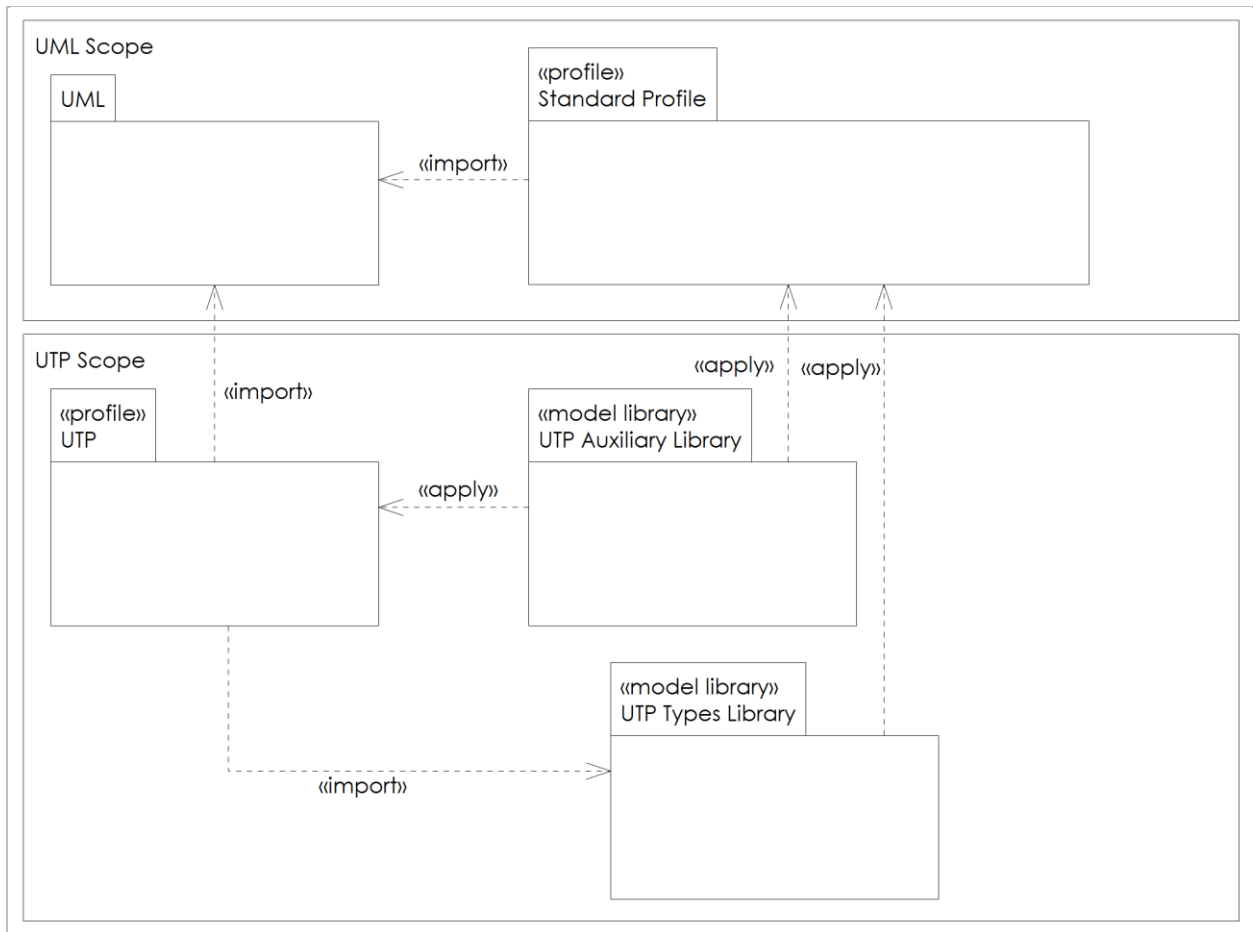 UML Scope
UML
«profile»
Standard Profile
«import»
UTP Scope
«import»
«apply»
«apply»
«profile»
UTP
«model library»
UTP Auxiliary Library
«apply»
«model library»
UTP Types Library
«import»